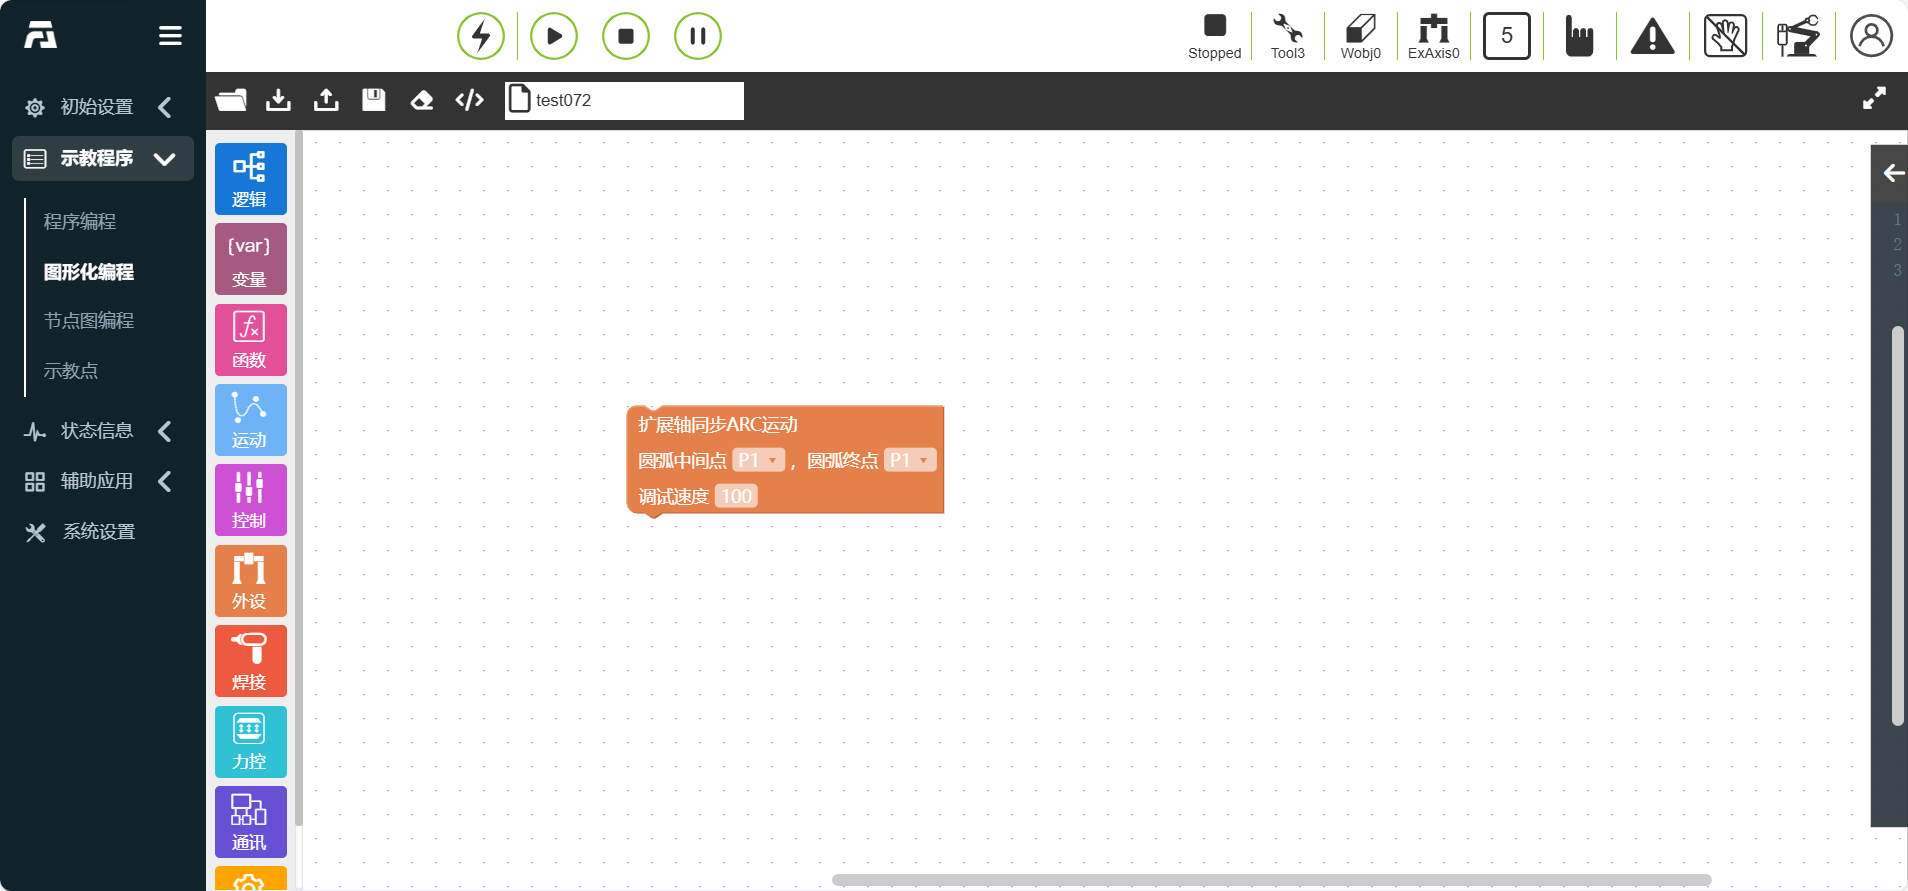 Stopped
Tool3
Wobj0
ExAxis0
5
test072
初始设置
示教程序
程序编程
图形化编程
节点图编程
示教点
状态信息
辅助应用
系统设置
逻辑
{var}
变量
fx
函数
运动
控制
外设
焊接
力控
通讯
扩展轴同步ARC运动
圆弧中间点 P1 ，圆弧终点 P1
调试速度 100
1
2
3